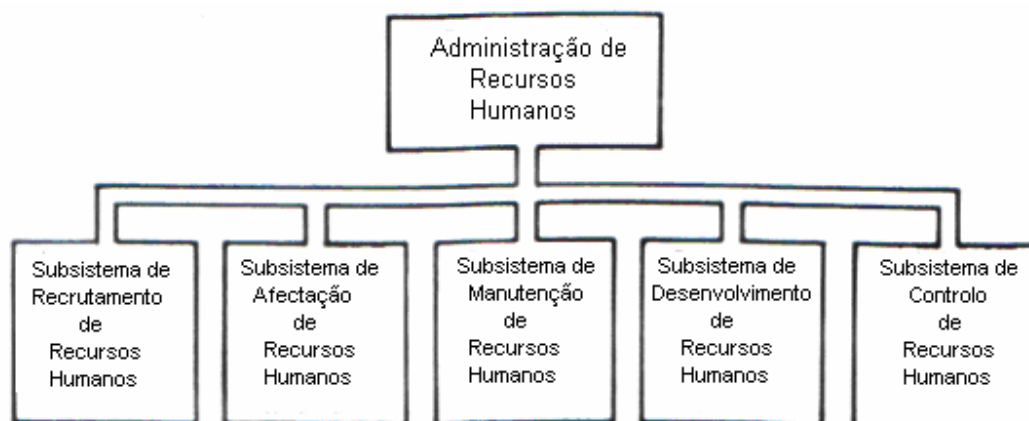 Administração de
Recursos
Humanos
Subsistema de
Recrutamento
de
Recursos
Humanos
Subsistema de
Afectação
de
Recursos
Humanos
Subsistema de
Manutenção
de
Recursos
Humanos
Subsistema de
Desenvolvimento
de
Recursos
Humanos
Subsistema de
Controlo
de
Recursos
Humanos